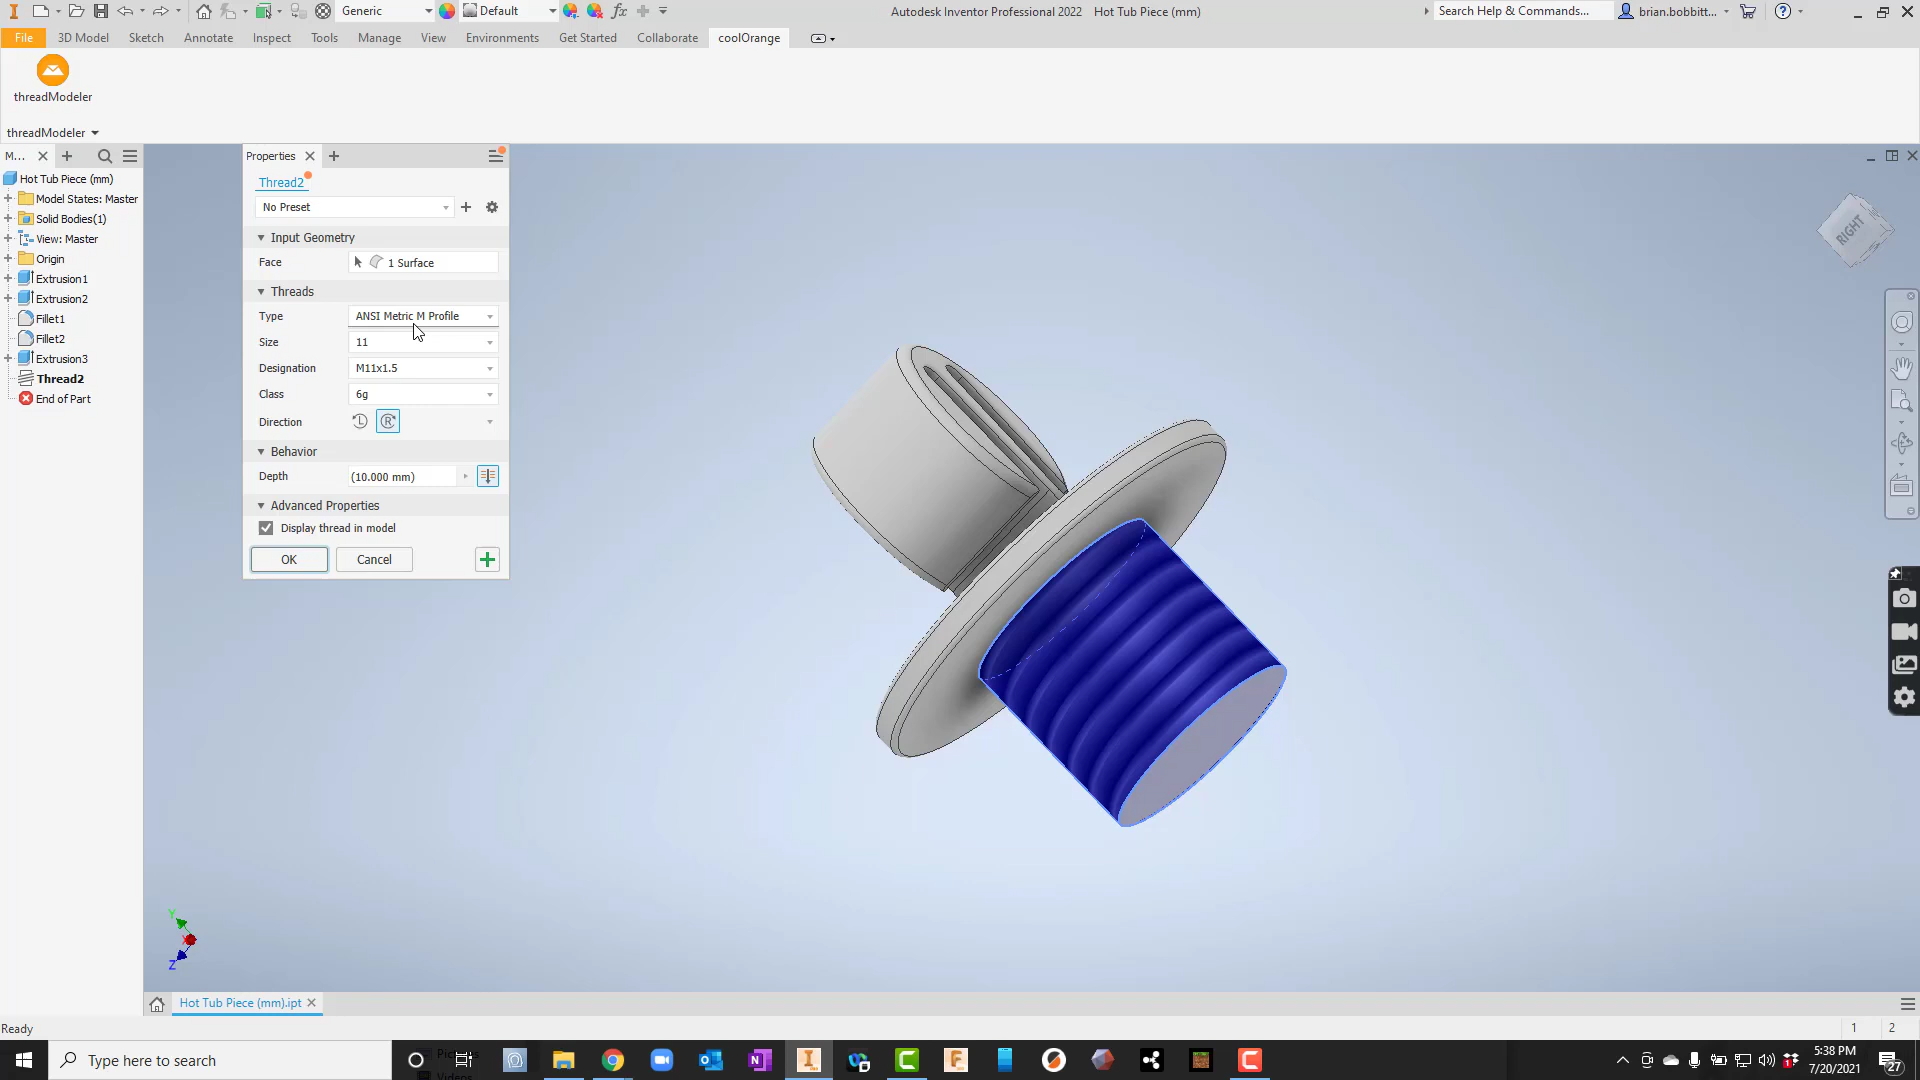 Generic
Default
Autodesk Inventor Professional 2022 Hot Tub Piece (mm)
Search Help & Commands...
brian.bobbitt...
File 3D Model Sketch Annotate Inspect Tools Manage View Environments Get Started Collaborate coolOrange
threadModeler
threadModeler
M...
Hot Tub Piece (mm)
Model States: Master
Solid Bodies(1)
View: Master
Origin
Extrusion1
Extrusion2
Fillet1
Fillet2
Extrusion3
Thread2
End of Part
Properties
Thread2
No Preset
Input Geometry
Face 1 Surface
Threads
Type ANSI Metric M Profile
Size 11
Designation M11x1.5
Class 6g
Direction L R
Behavior
Depth (10.000 mm)
Advanced Properties
Display thread in model
OK Cancel
RIGHT
Y
X
Z
Hot Tub Piece (mm).ipt
Ready 1 2
Type here to search
5:38 PM
7/20/2021
27